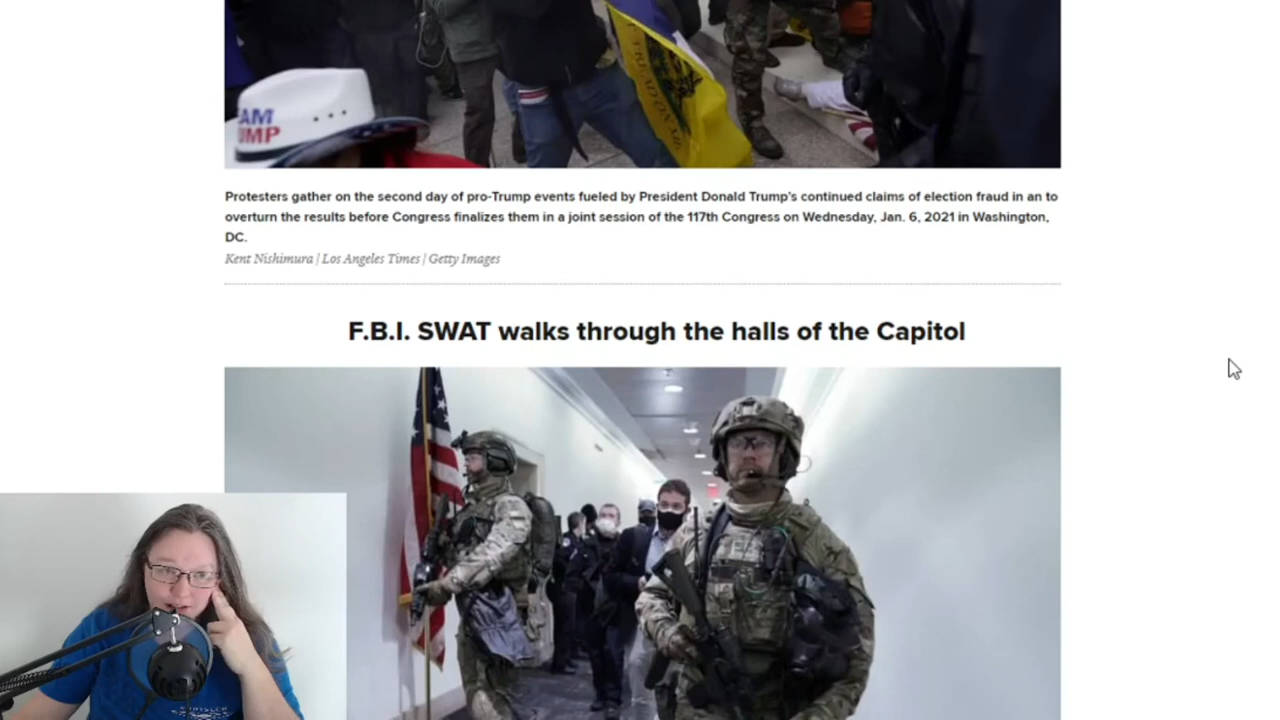 AM
UMP
Protesters gather on the second day of pro-Trump events fueled by President Donald Trump's continued claims of election fraud in an to
overturn the results before Congress finalizes them in a joint session of the 117th Congress on Wednesday, Jan. 6, 2021 in Washington,
DC.
Kent Nishimura | Los Angeles Times | Getty Images
F.B.I. SWAT walks through the halls of the Capitol